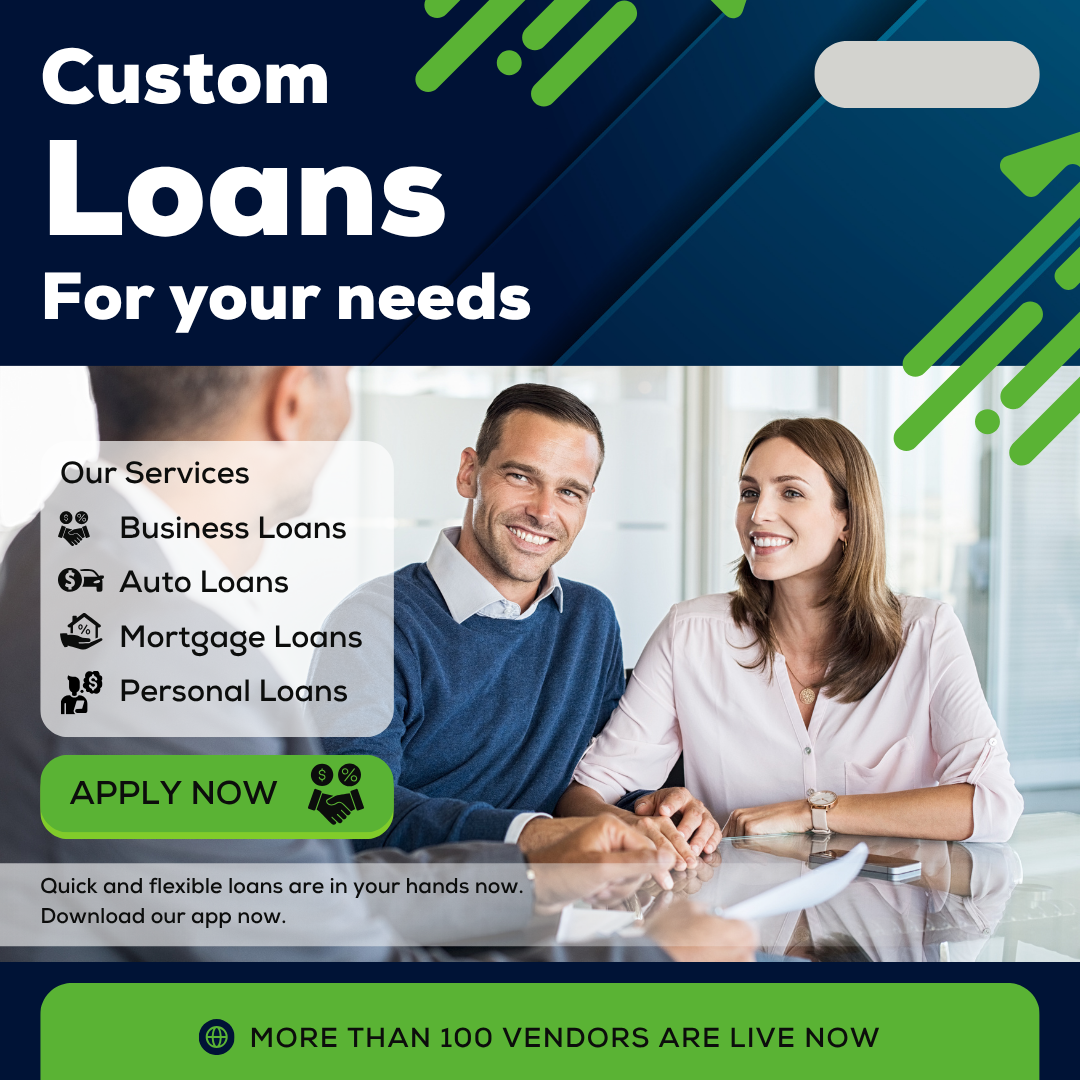 Custom
Loans
For your needs
Our Services
Business Loans
Auto Loans
Mortgage Loans
Personal Loans
APPLY NOW
Quick and flexible loans are in your hands now.
Download our app now.
MORE THAN 100 VENDORS ARE LIVE NOW